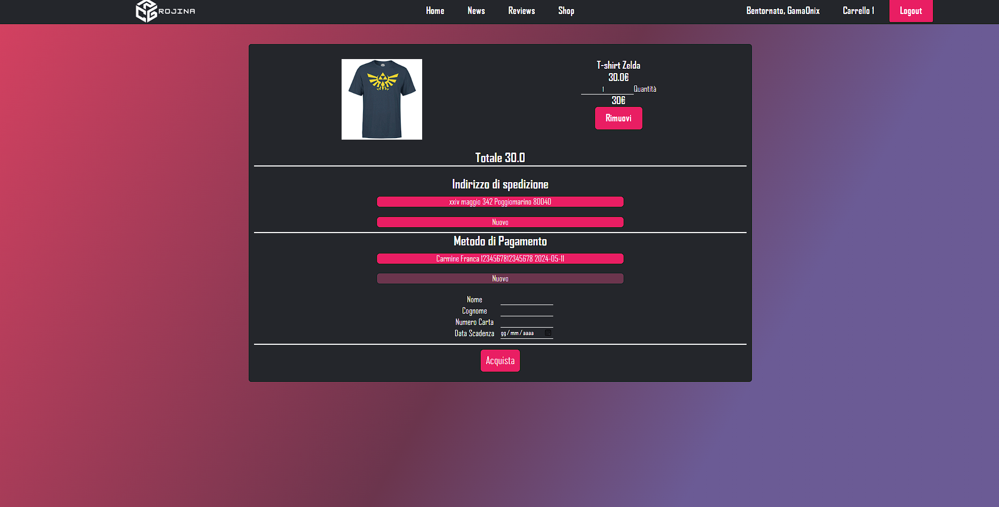 ROJINA
Home News Reviews Shop
Bentornato, GamaOnix Carrello 1 Logout
T-shirt Zelda
30.0€
1 Quantità
30€
Rimuovi
Totale 30.0
Indirizzo di spedizione
xxiv maggio 342 Poggiomarino 80040
Nuovo
Metodo di Pagamento
Carmine Franca 1234567812345678 2024-05-11
Nuovo
Nome
Cognome
Numero Carta
Data Scadenza gg/mm/aaaa
Acquista